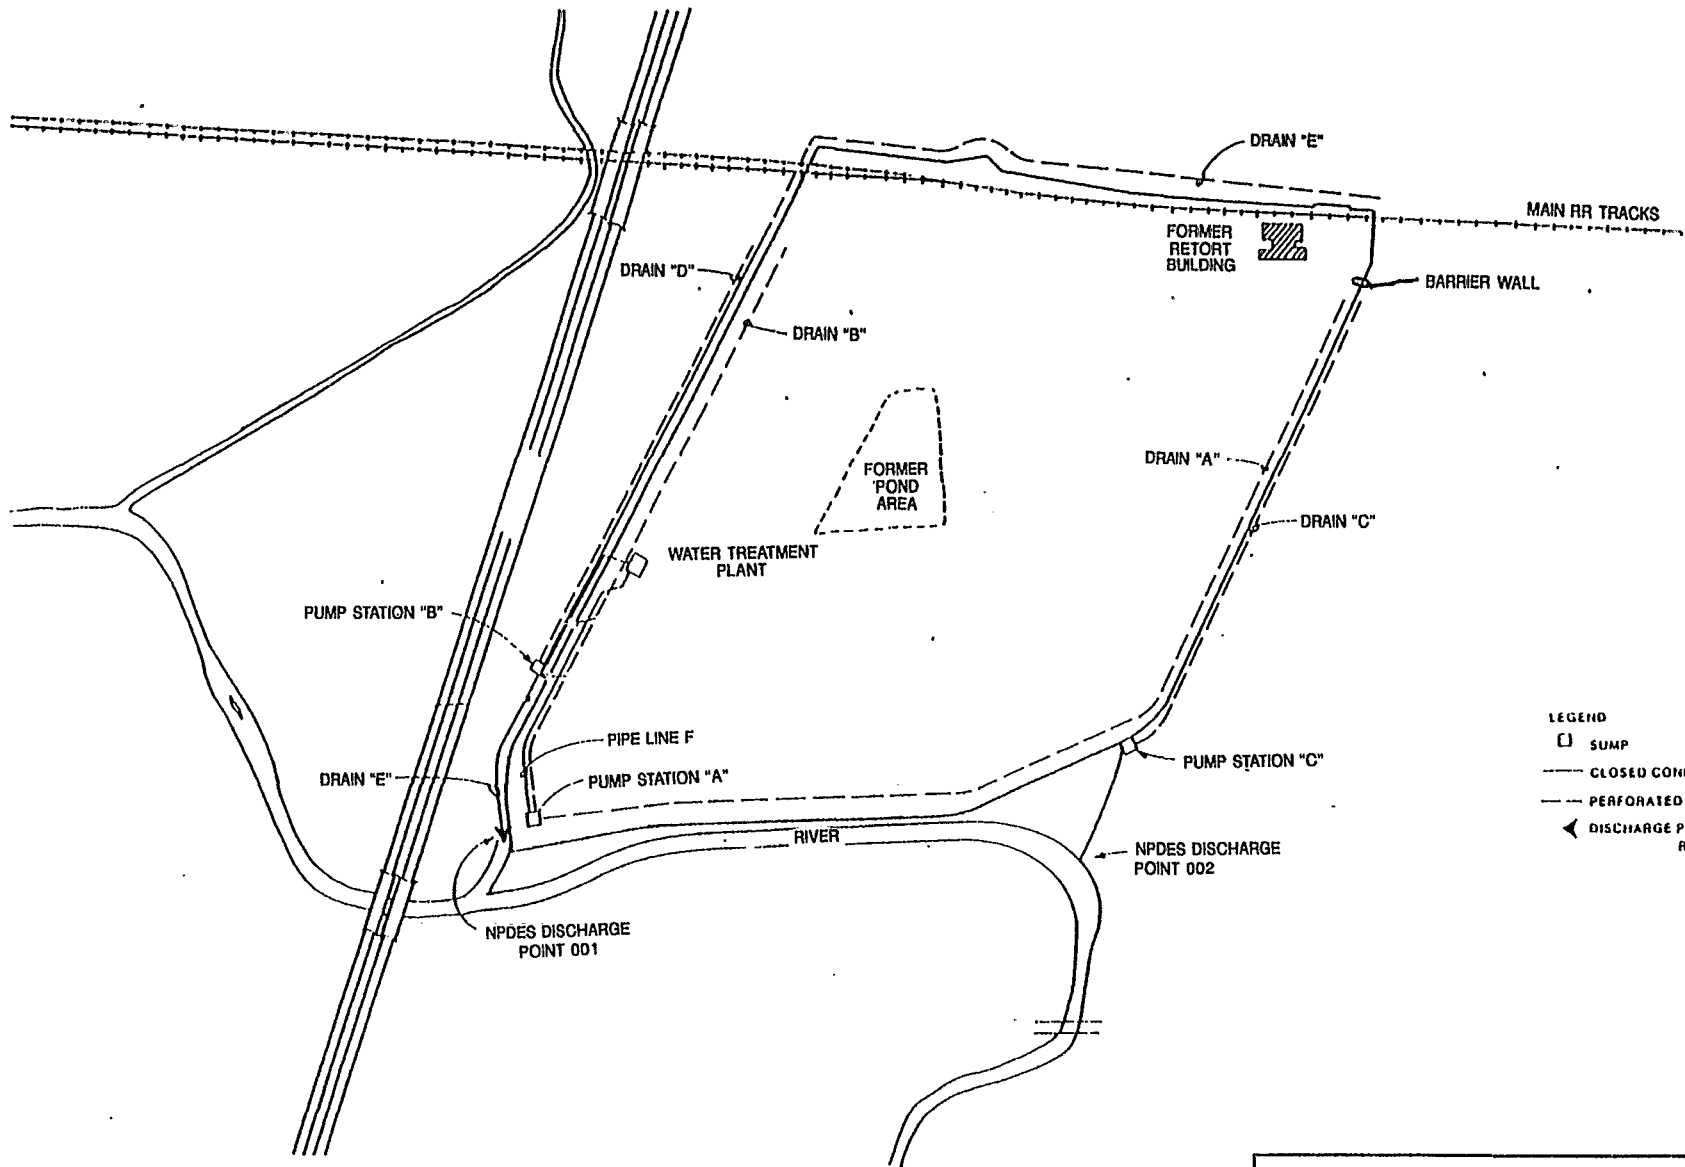 DRAIN "E"
MAIN RR TRACKS
FORMER
RETORT
BUILDING
DRAIN "D"
BARRIER WALL
DRAIN "B"
DRAIN "A"
FORMER
POND
AREA
DRAIN "C"
WATER TREATMENT
PLANT
PUMP STATION "B"
PIPE LINE F
DRAIN "E"
PUMP STATION "A"
PUMP STATION "C"
RIVER
NPDES DISCHARGE
POINT 002
NPDES DISCHARGE
POINT 001
LEGEND
SUMP
CLOSED
PERFORATED
DISCHARGE